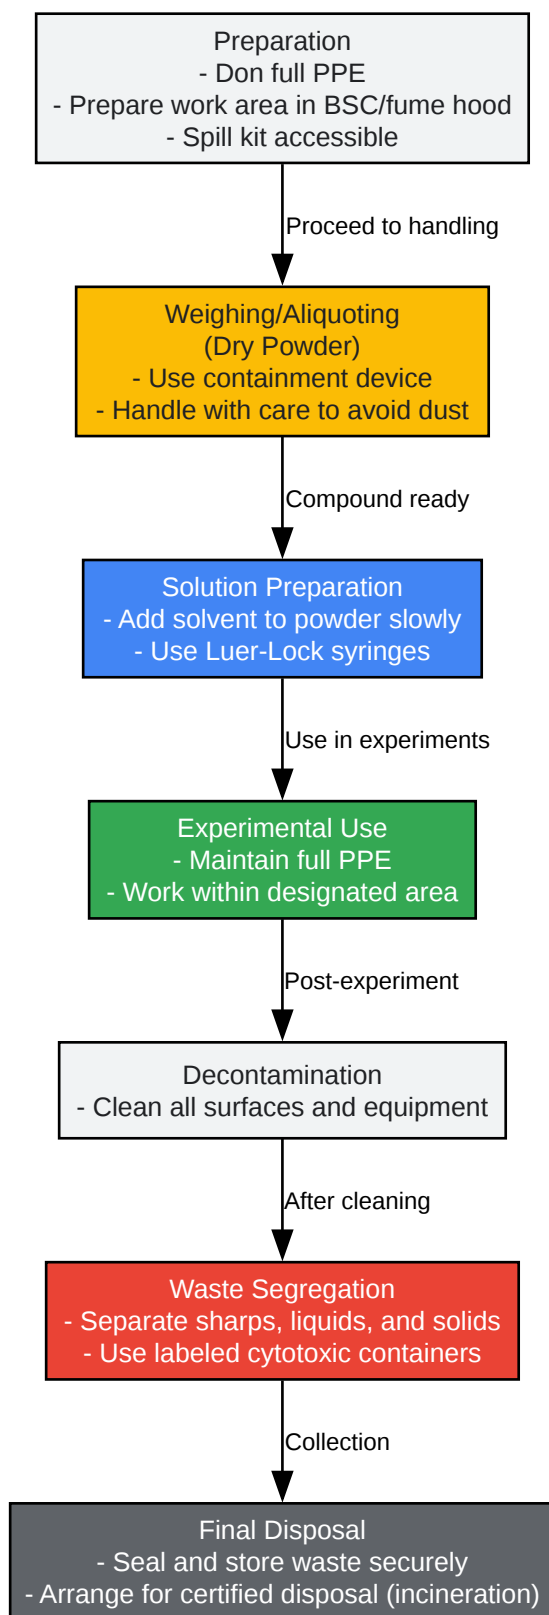 Preparation
- Don full PPE
- Prepare work area in BSC/fume hood
- Spill kit accessible
Proceed to handling
Weighing/Aliquoting
(Dry Powder)
- Use containment device
- Handle with care to avoid dust
Compound ready
Solution Preparation
- Add solvent to powder slowly
- Use Luer-Lock syringes
Use in experiments
Experimental Use
- Maintain full PPE
- Work within designated area
Post-experiment
Decontamination
- Clean all surfaces and equipment
After cleaning
Waste Segregation
- Separate sharps, liquids, and solids
- Use labeled cytotoxic containers
Collection
Final Disposal
- Seal and store waste securely
- Arrange for certified disposal (incineration)